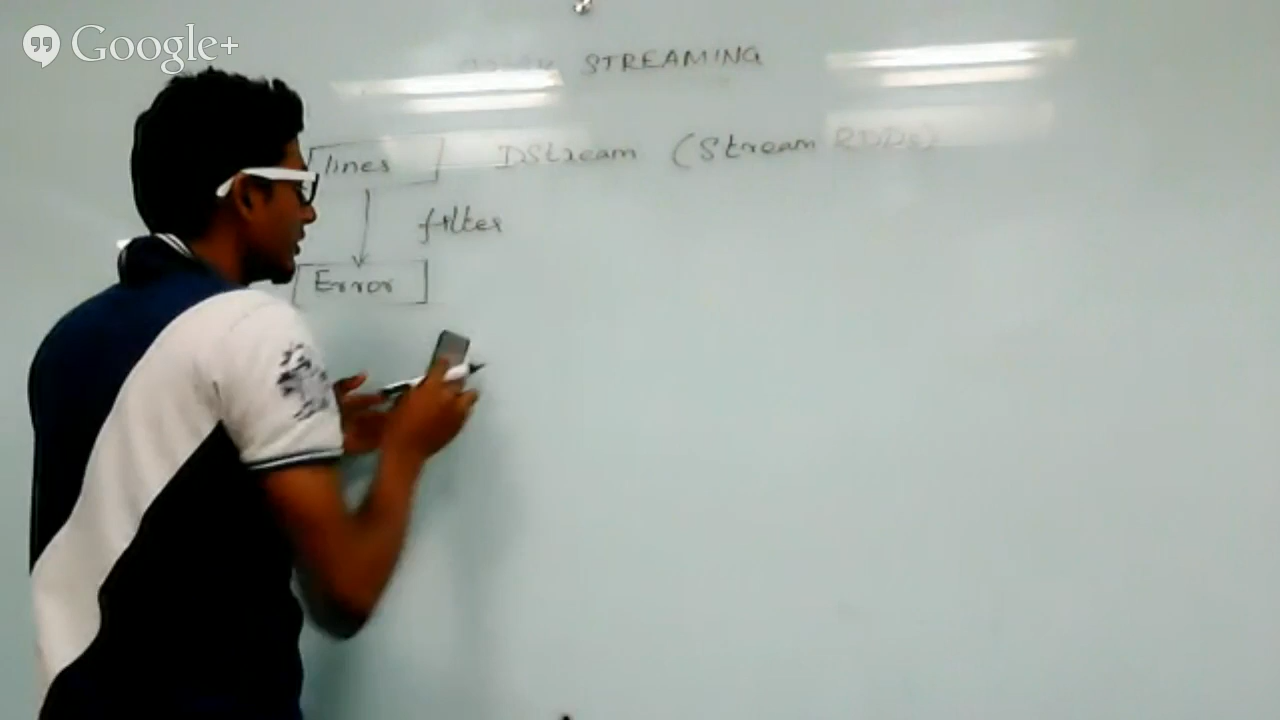 Google+
STREAMING
lines DStream (Stream RDDs)
filter
Error